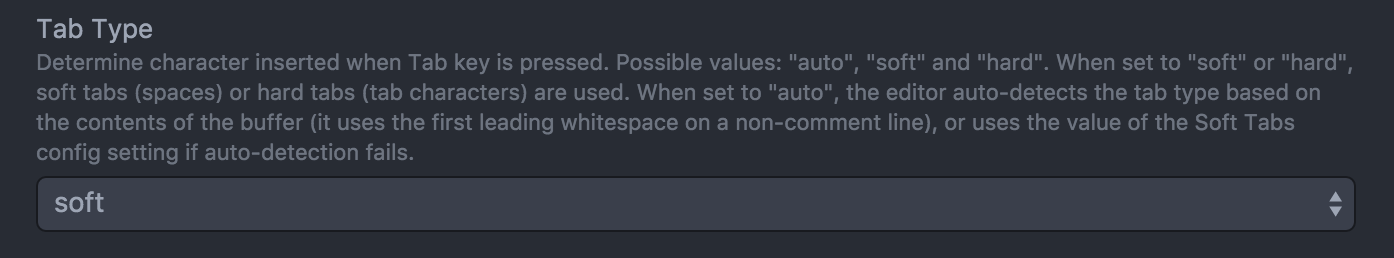 Tab Type
Determine character inserted when Tab key is pressed. Possible values: "auto", "soft" and "hard". When set to "soft" or "hard",
soft tabs (spaces) or hard tabs (tab characters) are used. When set to "auto", the editor auto-detects the tab type based on
the contents of the buffer (it uses the first leading whitespace on a non-comment line), or uses the value of the Soft Tabs
config setting if auto-detection fails.
soft